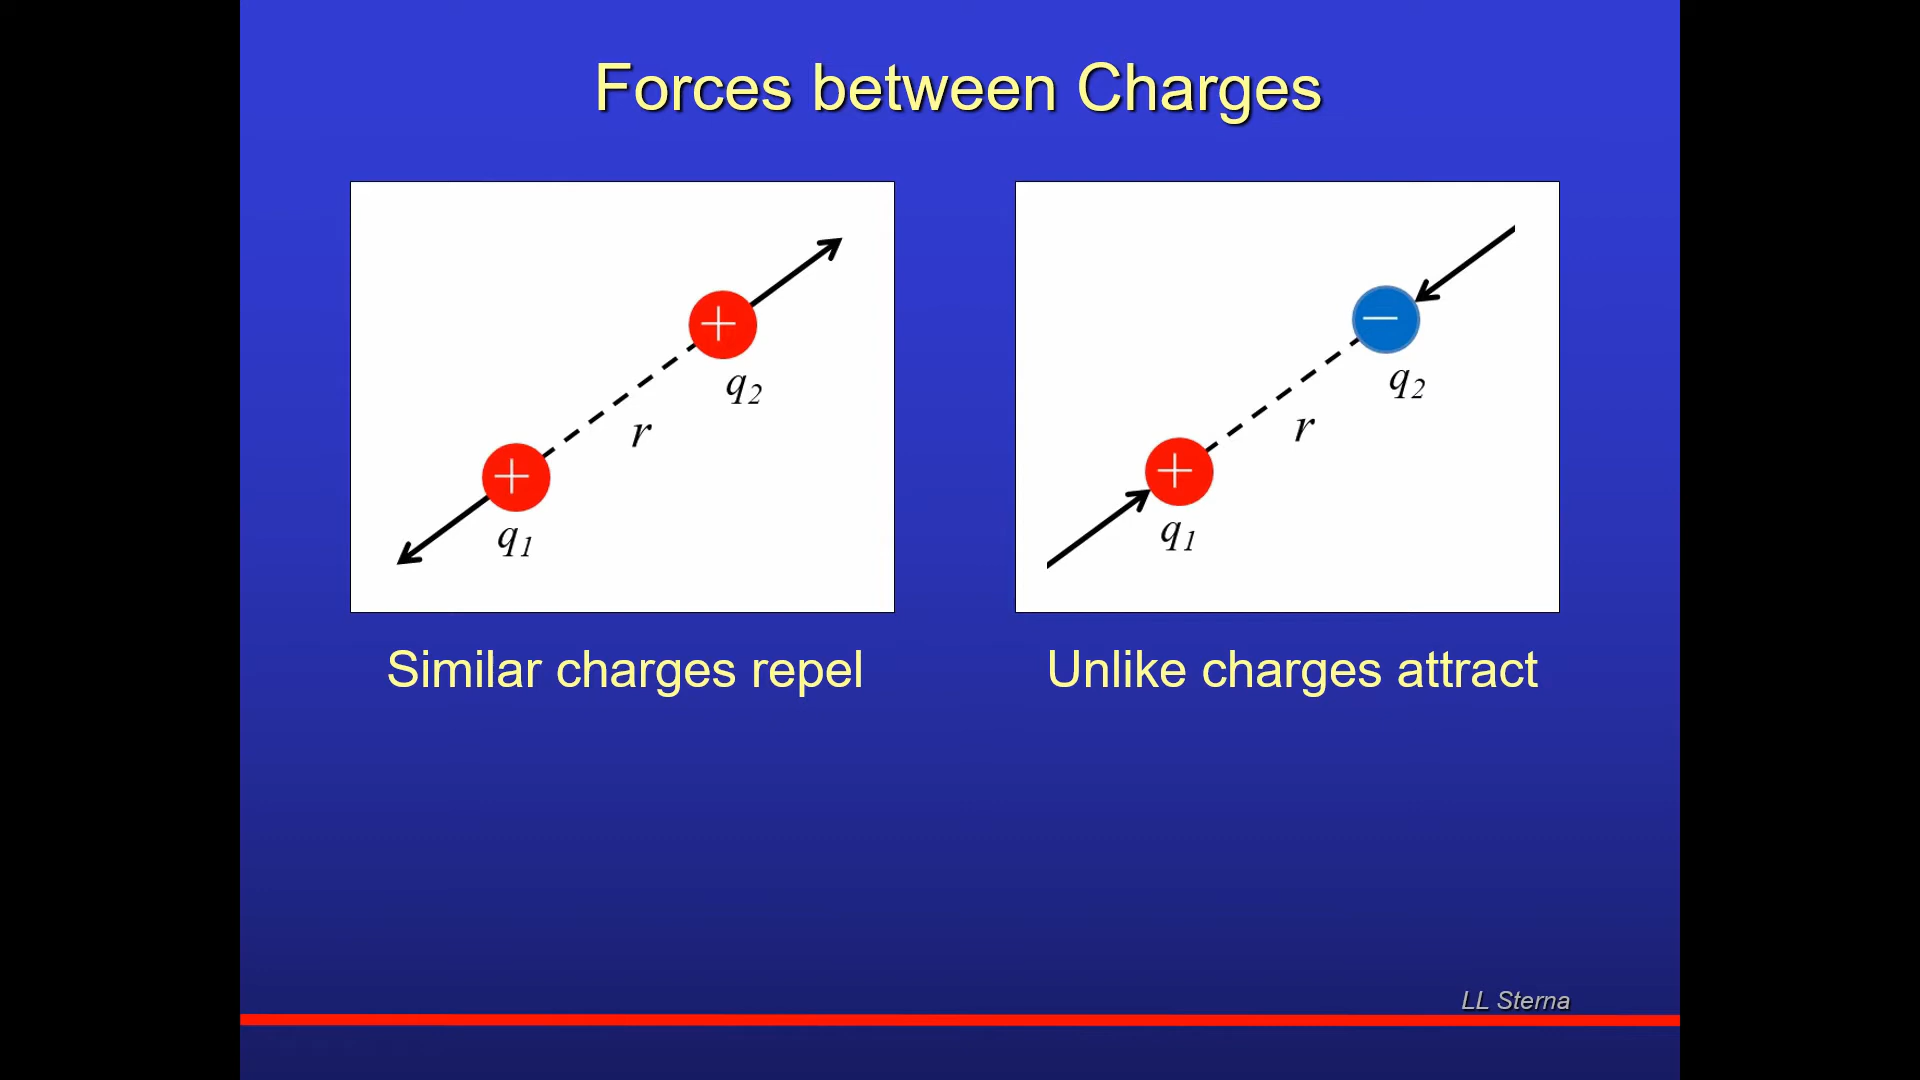 Forces between Charges
+
q2
r
+
q1
−
q2
r
+
q1
Similar charges repel
Unlike charges attract
LL Sterna